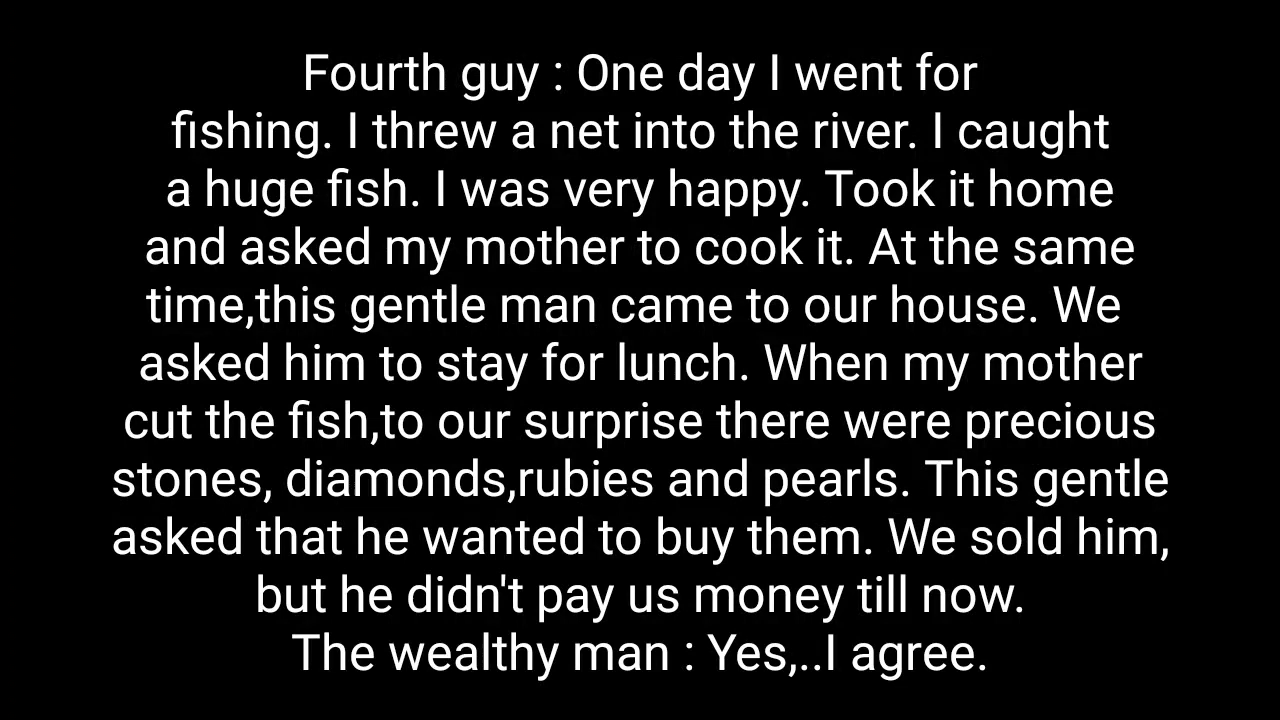 Fourth guy : One day I went for
fishing. I threw a net into the river. I caught
a huge fish. I was very happy. Took it home
and asked my mother to cook it. At the same
time,this gentle man came to our house. We
asked him to stay for lunch. When my mother
cut the fish,to our surprise there were precious
stones, diamonds,rubies and pearls. This gentle
asked that he wanted to buy them. We sold him,
but he didn't pay us money till now.
The wealthy man : Yes,..I agree.